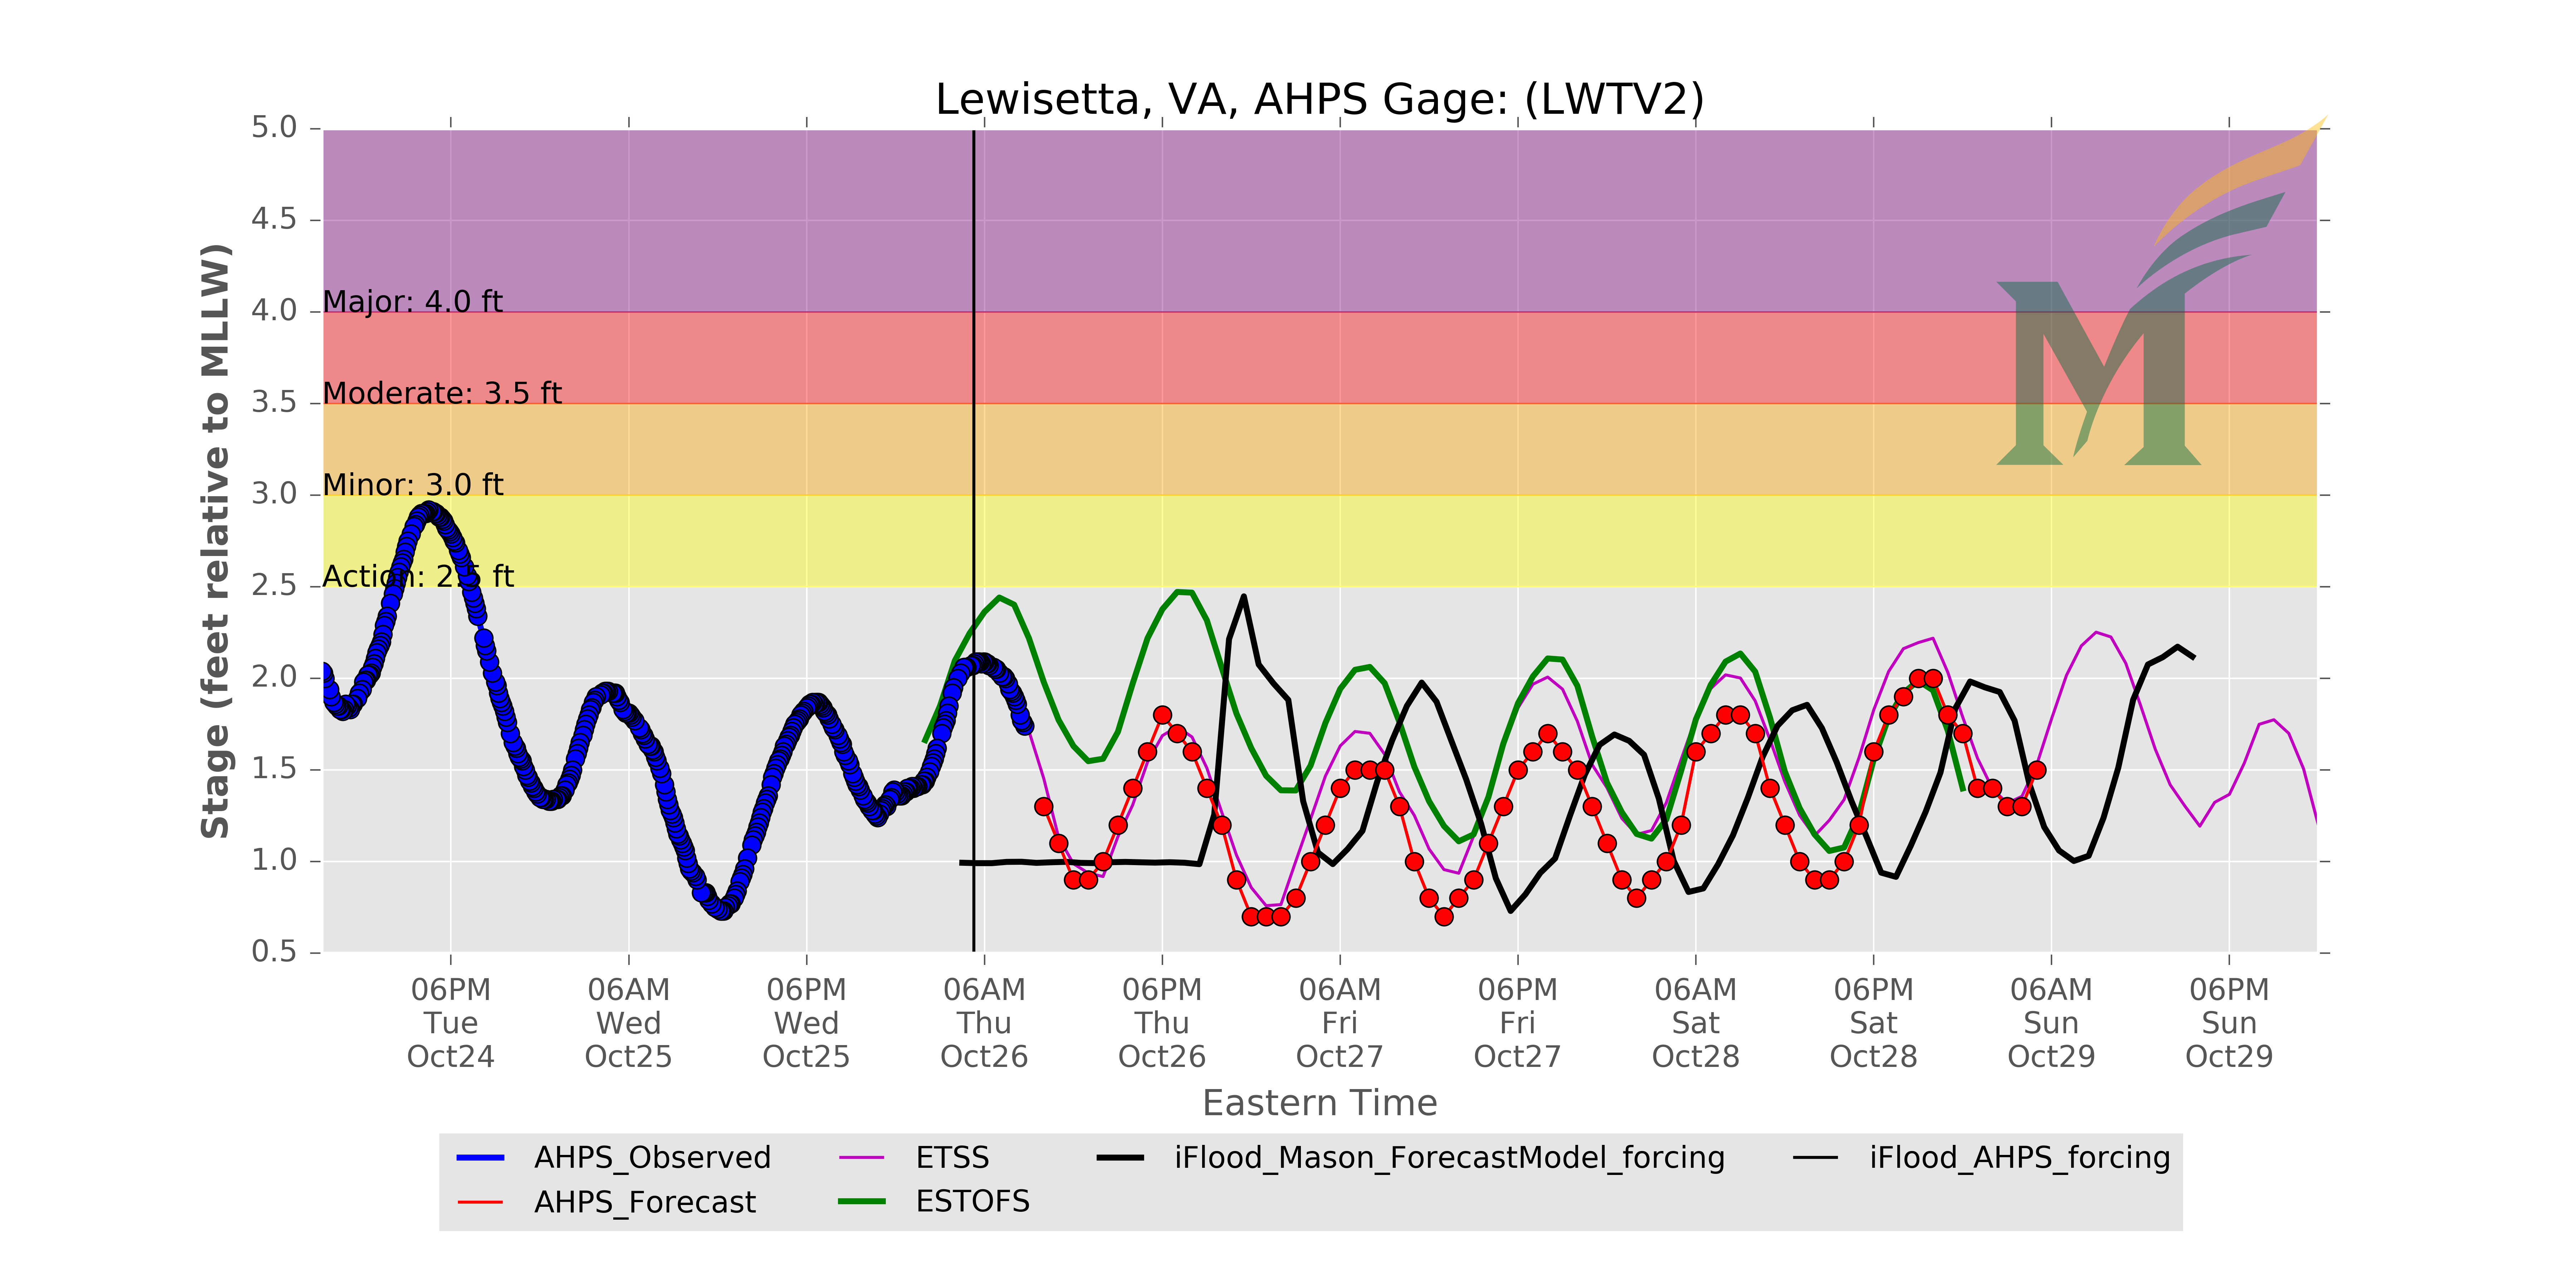 Lewisetta, VA, AHPS Gage: (LWTV2)
Stage (feet relative to MLLW)
5.0
4.5
4.0
3.5
3.0
2.5
2.0
1.5
1.0
0.5
Major: 4.0 ft
Moderate: 3.5 ft
Minor: 3.0 ft
Action: 2.5 ft
M
06PM 06AM 06PM 06AM 06PM 06AM 06PM 06AM 06PM 06AM 06PM
Tue Wed Wed Thu Thu Fri Fri Sat Sat Sun Sun
Oct24 Oct25 Oct25 Oct26 Oct26 Oct27 Oct27 Oct28 Oct28 Oct29 Oct29
Eastern Time
AHPS_Observed ETSS iFlood_Mason_ForecastModel_forcing iFlood_AHPS_forcing
AHPS_Forecast ESTOFS